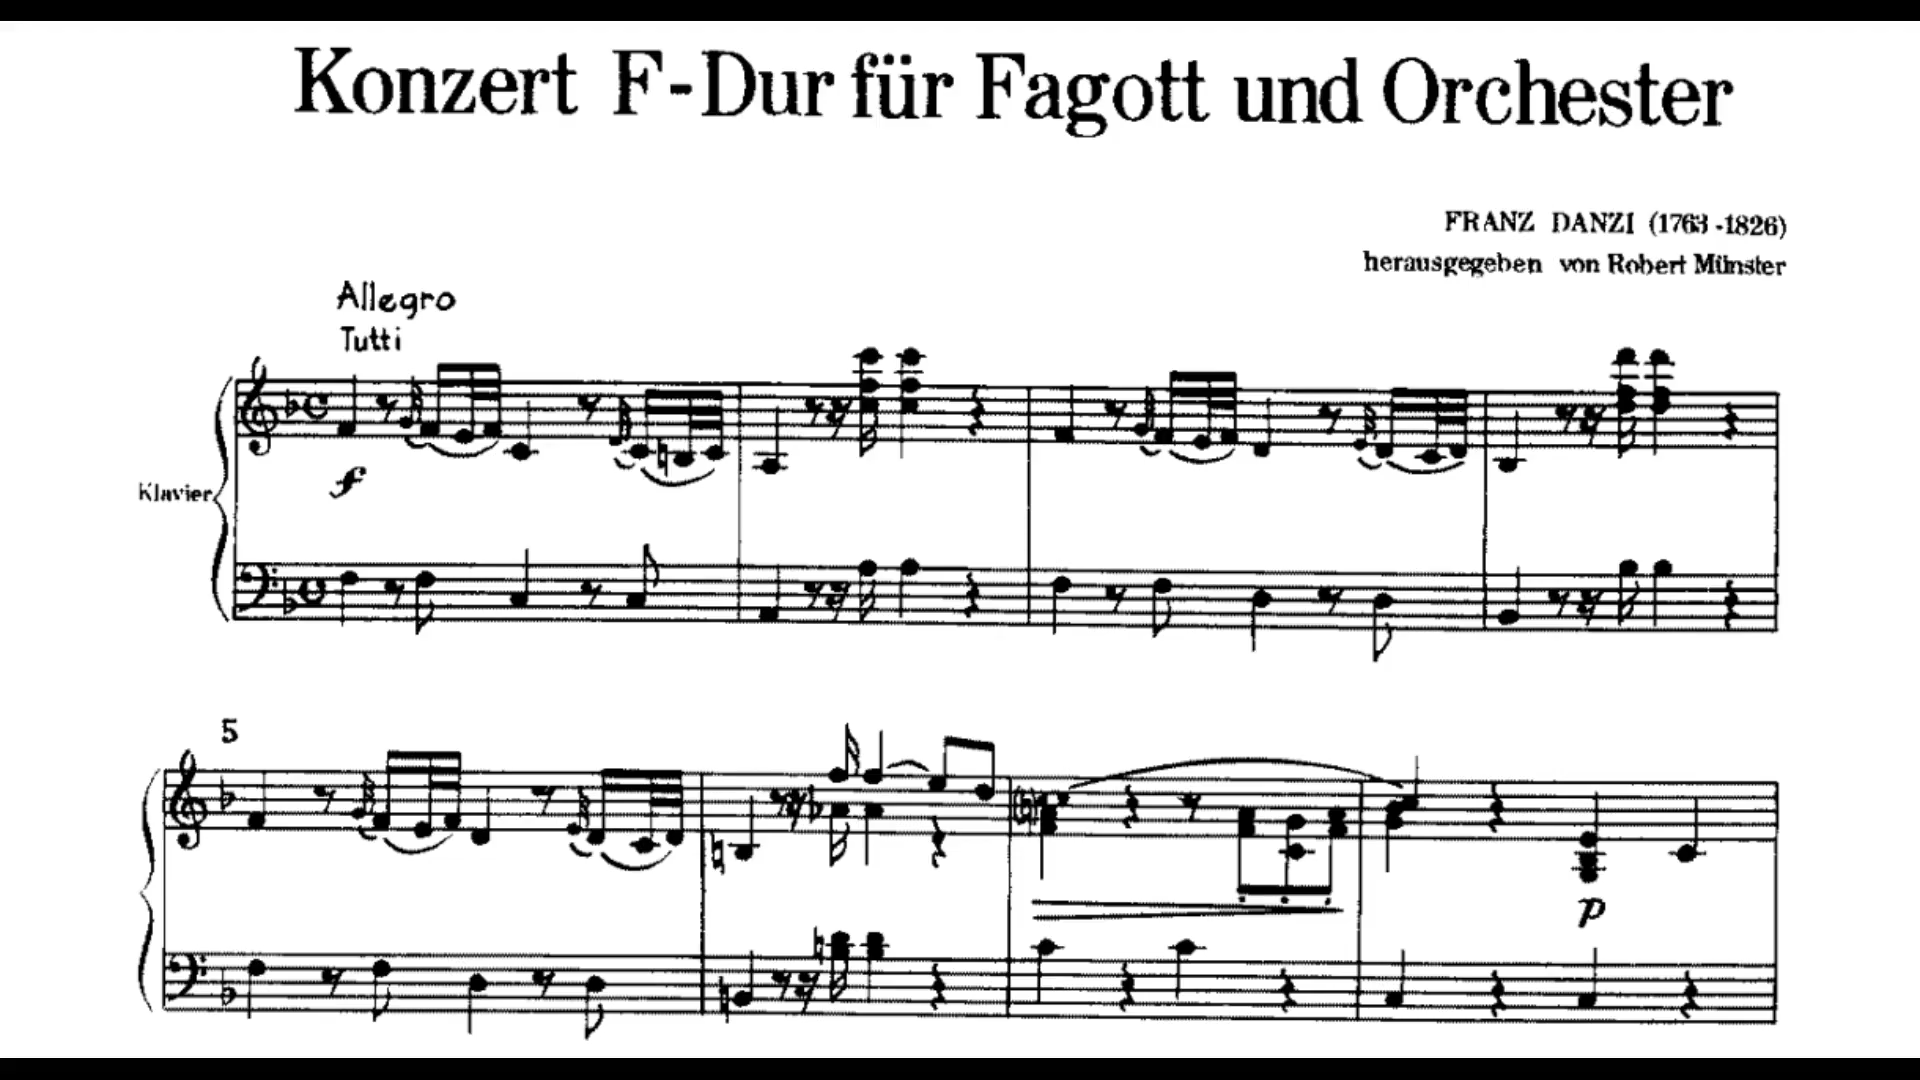 Konzert F-Dur für Fagott und Orchester
FRANZ DANZI (1763-1826)
herausgegeben von Robert Münster
Allegro
Tutti
f
Klavier
5
p